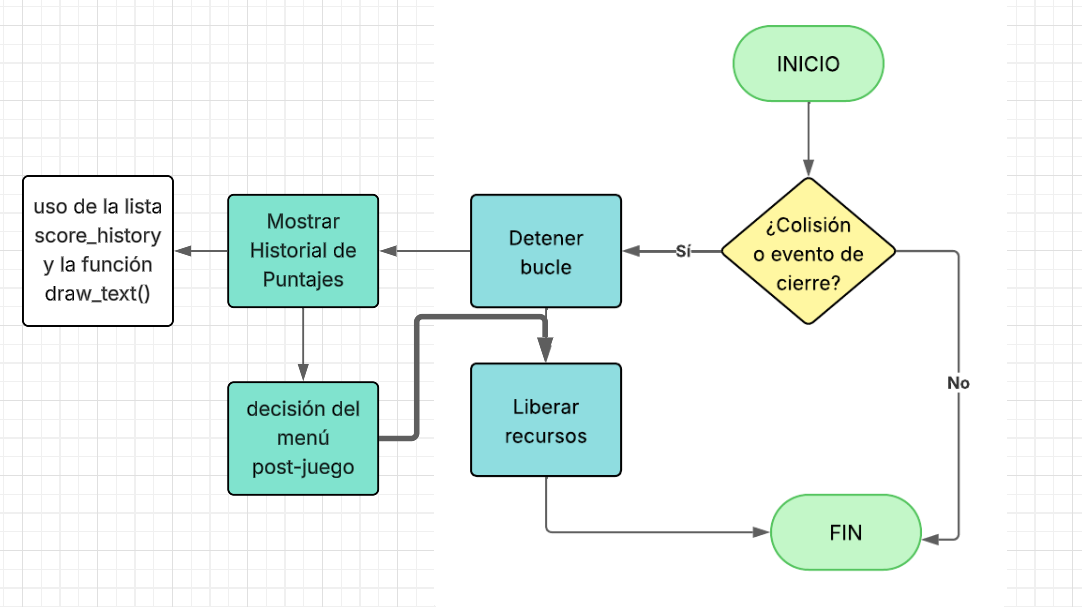 INICIO
¿Colisión
o evento de
cierre?
Sí
No
Detener
bucle
Mostrar
Historial de
Puntajes
uso de la lista
score_history
y la función
draw_text()
decisión del
menú
post-juego
Liberar
recursos
FIN